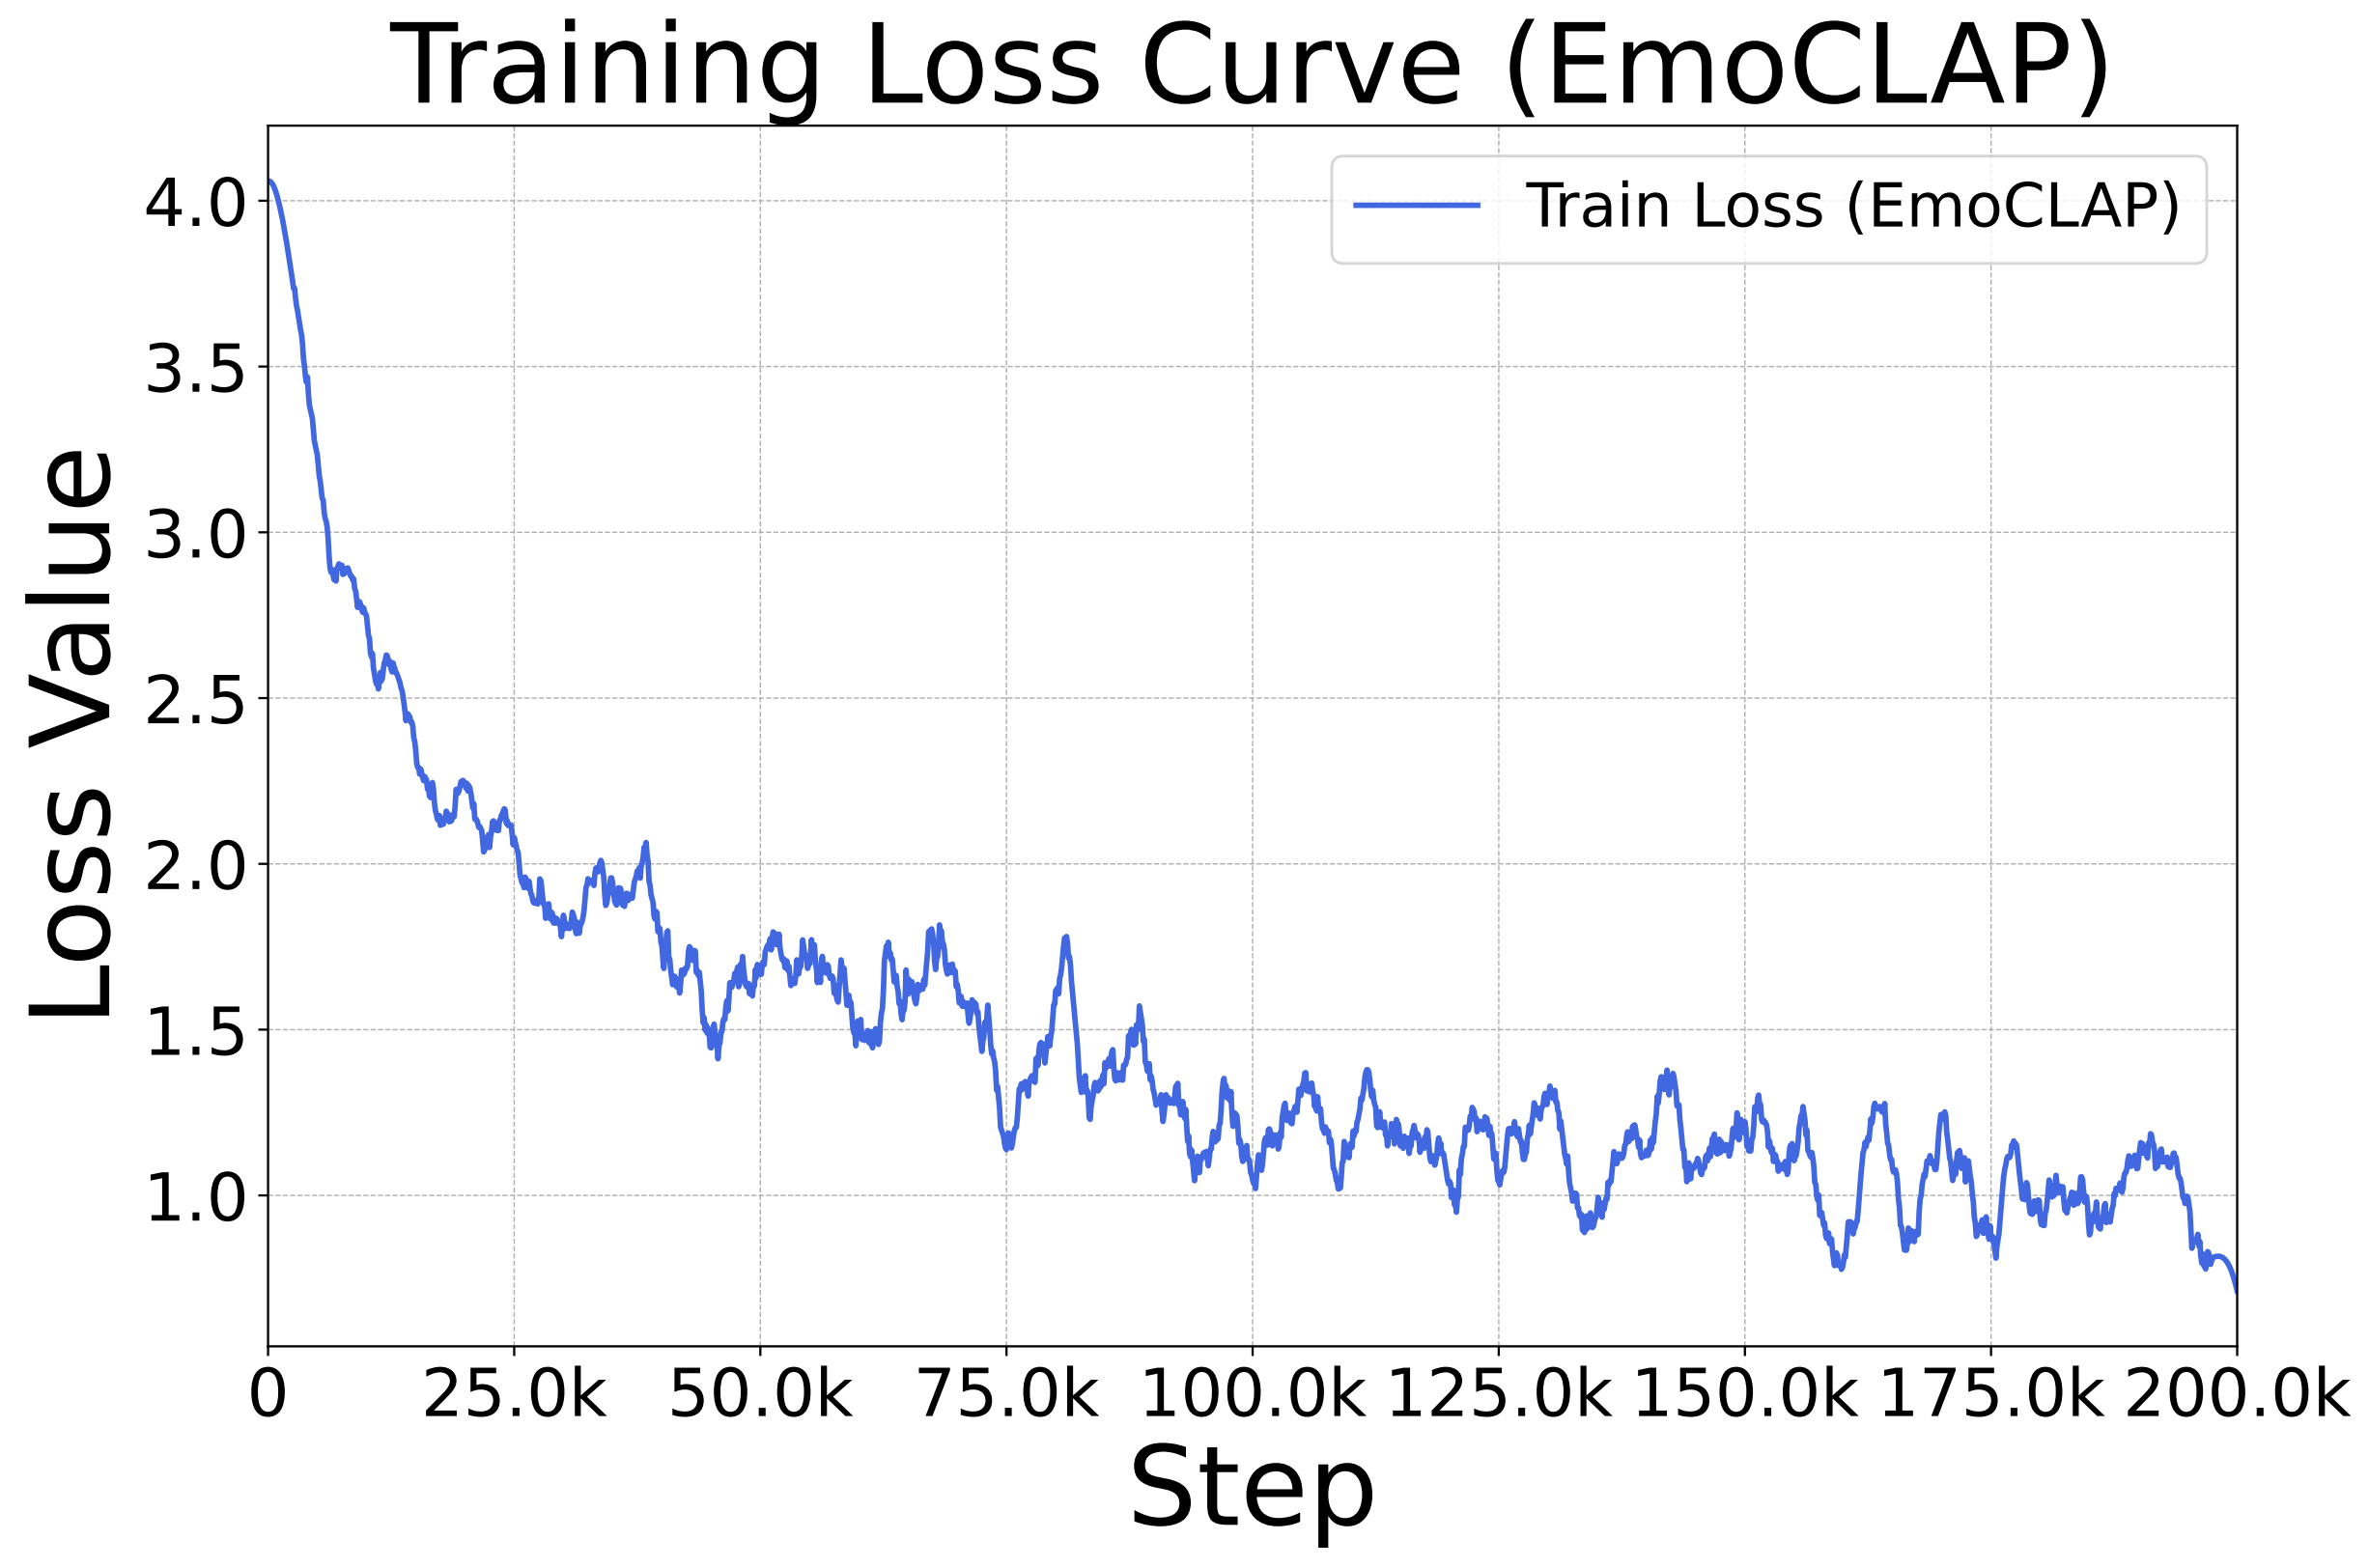 Training Loss Curve (EmoCLAP)
Train Loss (EmoCLAP)
Loss Value
4.0
3.5
3.0
2.5
2.0
1.5
1.0
0 25.0k 50.0k 75.0k 100.0k 125.0k 150.0k 175.0k 200.0k
Step